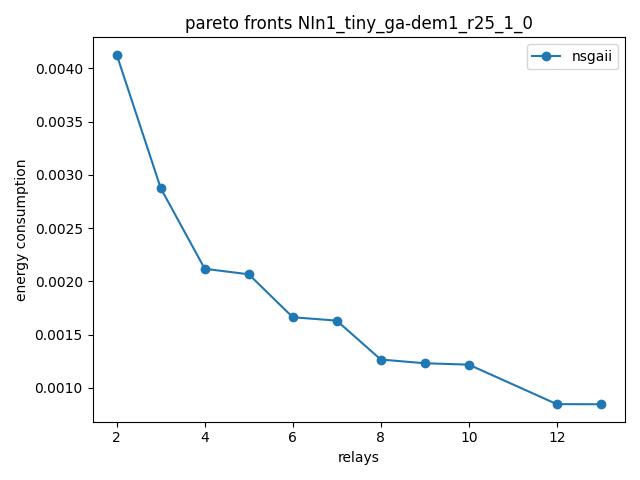 pareto fronts NIn1_tiny_ga-dem1_r25_1_0
nsgaii
energy consumption
0.0040
0.0035
0.0030
0.0025
0.0020
0.0015
0.0010
2 4 6 8 10 12
relays